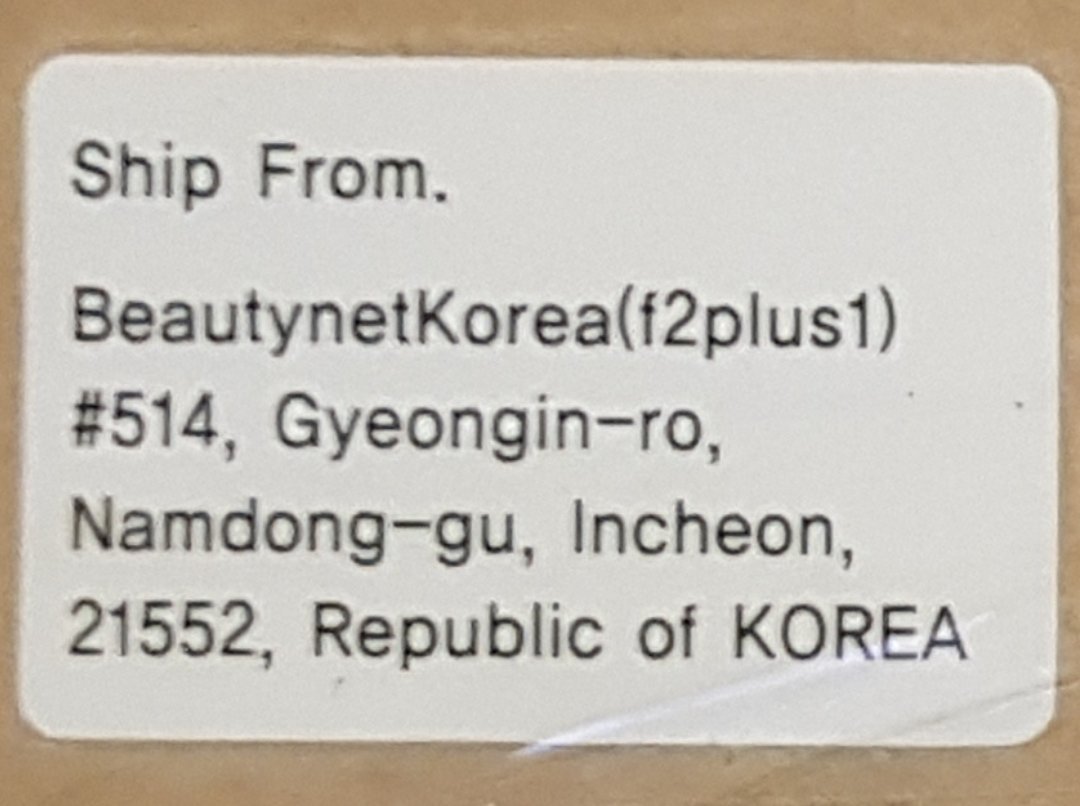 Ship From.
BeautynetKorea(f2plus1)
#514, Gyeongin-ro,
Namdong-gu, Incheon,
21552, Republic of KOREA